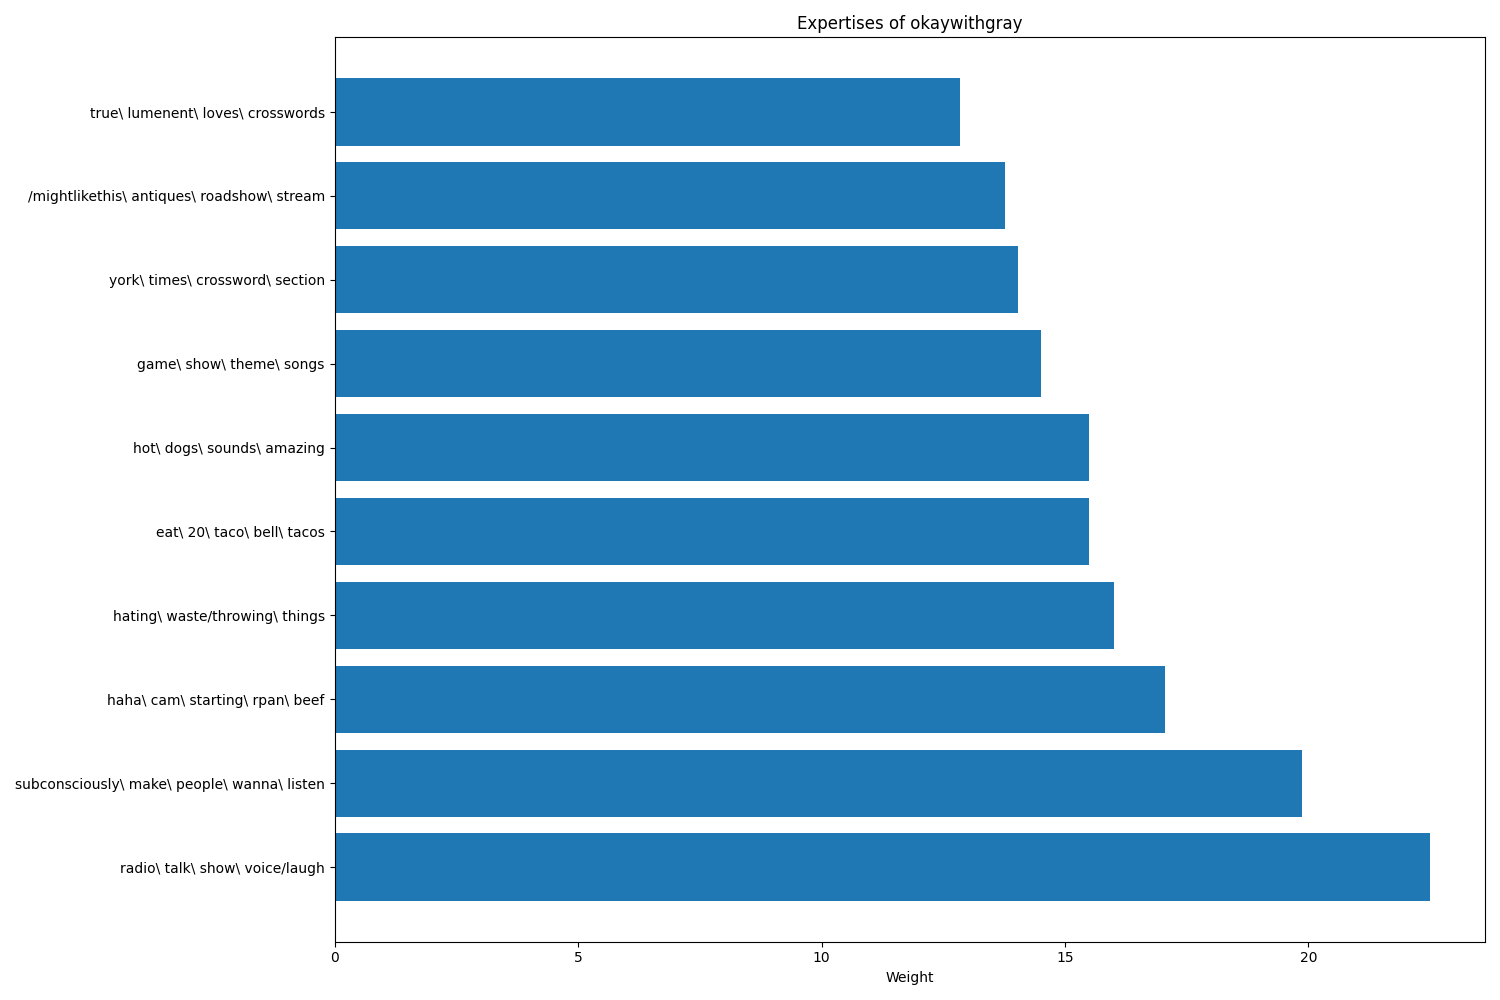 Expertises of okaywithgray
true\ lumenent\ loves\ crosswords
/mightlikethis\ antiques\ roadshow\ stream
york\ times\ crossword\ section
game\ show\ theme\ songs
hot\ dogs\ sounds\ amazing
eat\ 20\ taco\ bell\ tacos
hating\ waste/throwing\ things
haha\ cam\ starting\ rpan\ beef
subconsciously\ make\ people\ wanna\ listen
radio\ talk\ show\ voice/laugh
0 5 10 15 20
Weight